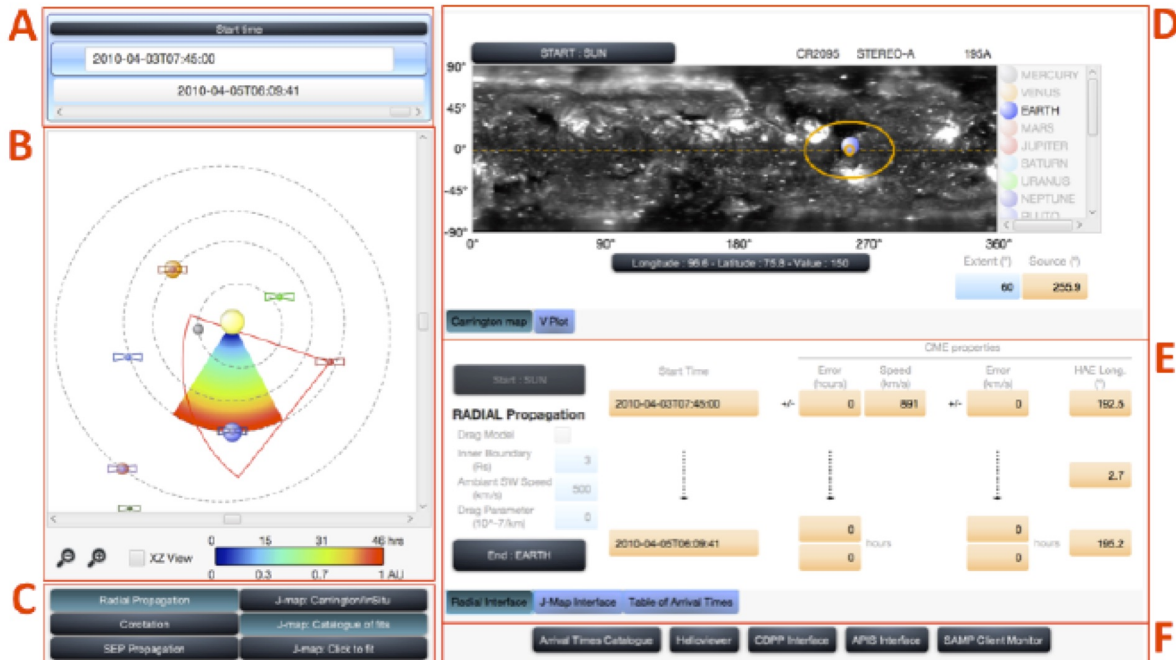 A
Start time
2010-04-03T07:45:00
2010-04-05T06:09:41
B
0 15 31 46 hrs
XZ View
0 0.3 0.7 1 AU
C
Radial Propagation
J-map: Carrington/InSitu
Corotation
J-map: Catalogue of fits
SEP Propagation
J-map: Click to fit
D
START : SUN
CR2095 STEREO-A 195A
90°
45°
0°
-45°
-90°
0° 90° 180° 270° 360°
MERCURY
VENUS
EARTH
MARS
JUPITER
SATURN
URANUS
NEPTUNE
PLUTO
Longitude : 96.6 - Latitude : 75.8 - Value : 150
Extent (°) Source (°)
60 255.9
Carrington map V Plot
E
CME properties
Start : SUN
Start Time
Error (hours)
Speed (km/s)
Error (km/s)
HAE Long. (°)
2010-04-03T07:45:00 +/- 0 891 +/- 0 192.5
RADIAL Propagation
Drag Model
Inner Boundary (Rs) 3
Ambient SW Speed (km/s) 500
Drag Parameter (10^-7/km) 0
2.7
End : EARTH
2010-04-05T06:09:41
0 hours 0 hours 195.2
0 0
Radial Interface J-Map Interface Table of Arrival Times
F
Arrival Times Catalogue Helioviewer CDPP Interface APIS Interface SAMP Client Monitor